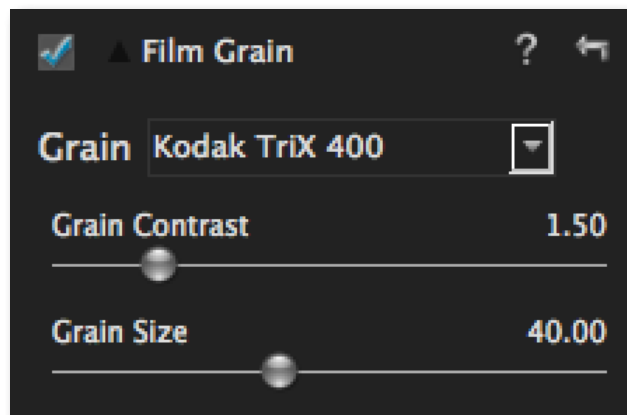 Film Grain ?
Grain Kodak TriX 400
Grain Contrast 1.50
Grain Size 40.00